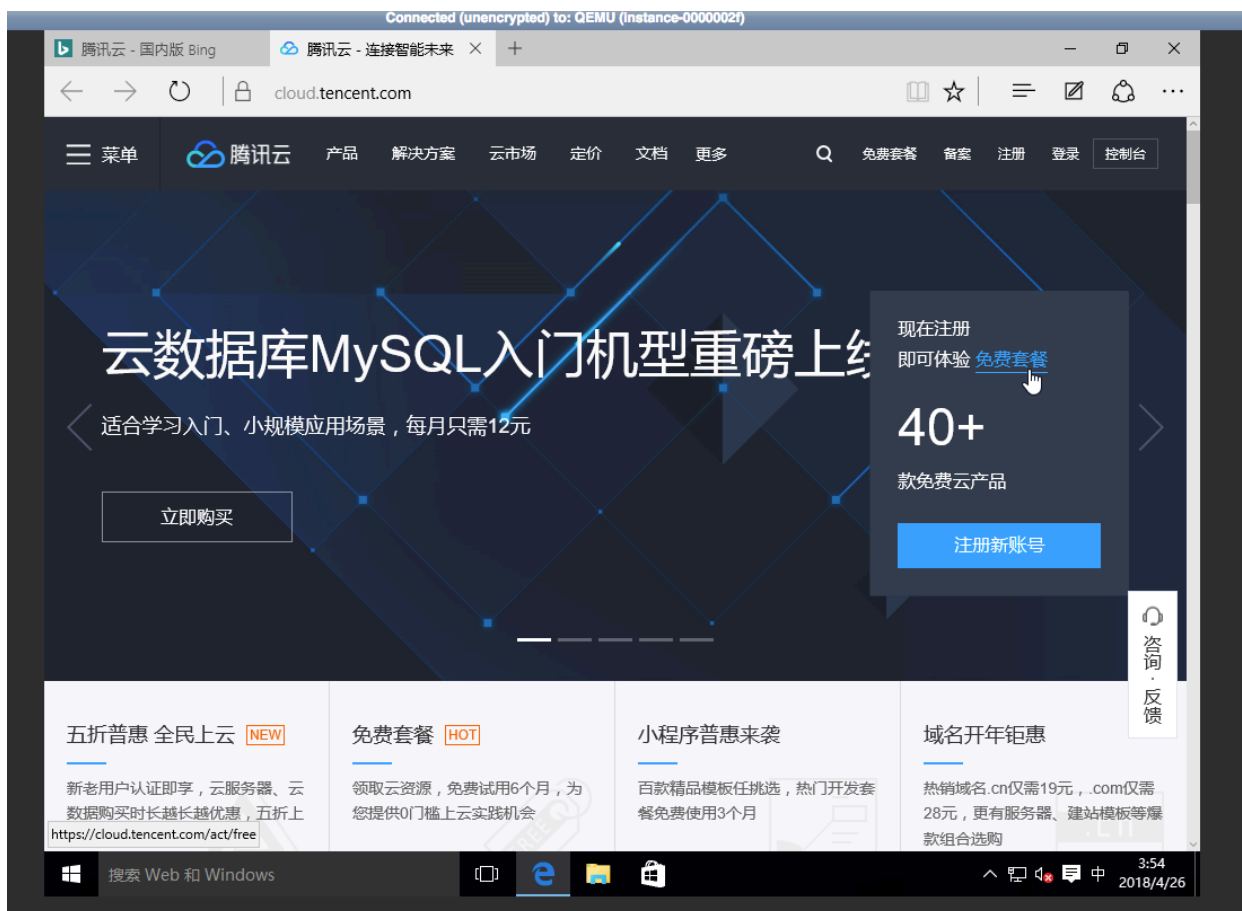 Connected (unencrypted) to: QEMU (Instance-0000002f)
腾讯云 - 国内版 Bing
腾讯云 - 连接智能未来
cloud.tencent.com
菜单
腾讯云
产品
解决方案
云市场
定价
文档
更多
免费套餐
备案
注册
登录
控制台
云数据库MySQL入门机型重磅上线
适合学习入门、小规模应用场景，每月只需12元
立即购买
现在注册
即可体验 免费套餐
40+
款免费云产品
注册新账号
咨询·反馈
五折普惠 全民上云 NEW
新老用户认证即享，云服务器、云
数据购买时长越长越优惠，五折上
免费套餐 HOT
领取云资源，免费试用6个月，为
您提供0门槛上云实践机会
FREE
小程序普惠来袭
百款精品模板任挑选，热门开发套
餐免费使用3个月
域名开年钜惠
热销域名.cn仅需19元，.com仅需
28元，更有服务器、建站模板等爆
款组合选购
https://cloud.tencent.com/act/free
搜索 Web 和 Windows
中
3:54
2018/4/26